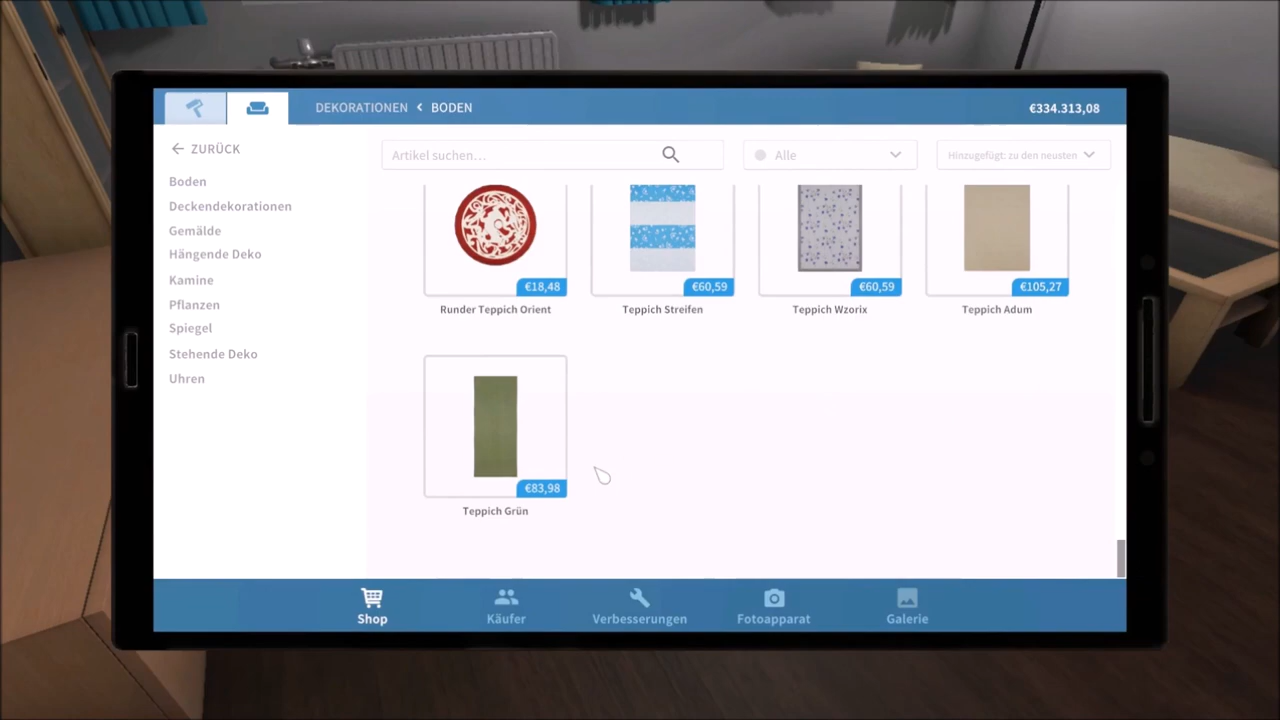 DEKORATIONEN < BODEN
€334.313,08
ZURÜCK
Artikel suchen...
Alle
Hinzugefügt: zu den neusten
Boden
Deckendekorationen
Gemälde
Hängende Deko
Kamine
Pflanzen
Spiegel
Stehende Deko
Uhren
€18,48
€60,59
€60,59
€105,27
Runder Teppich Orient
Teppich Streifen
Teppich Wzorix
Teppich Adum
€83,98
Teppich Grün
Shop
Käufer
Verbesserungen
Fotoapparat
Galerie